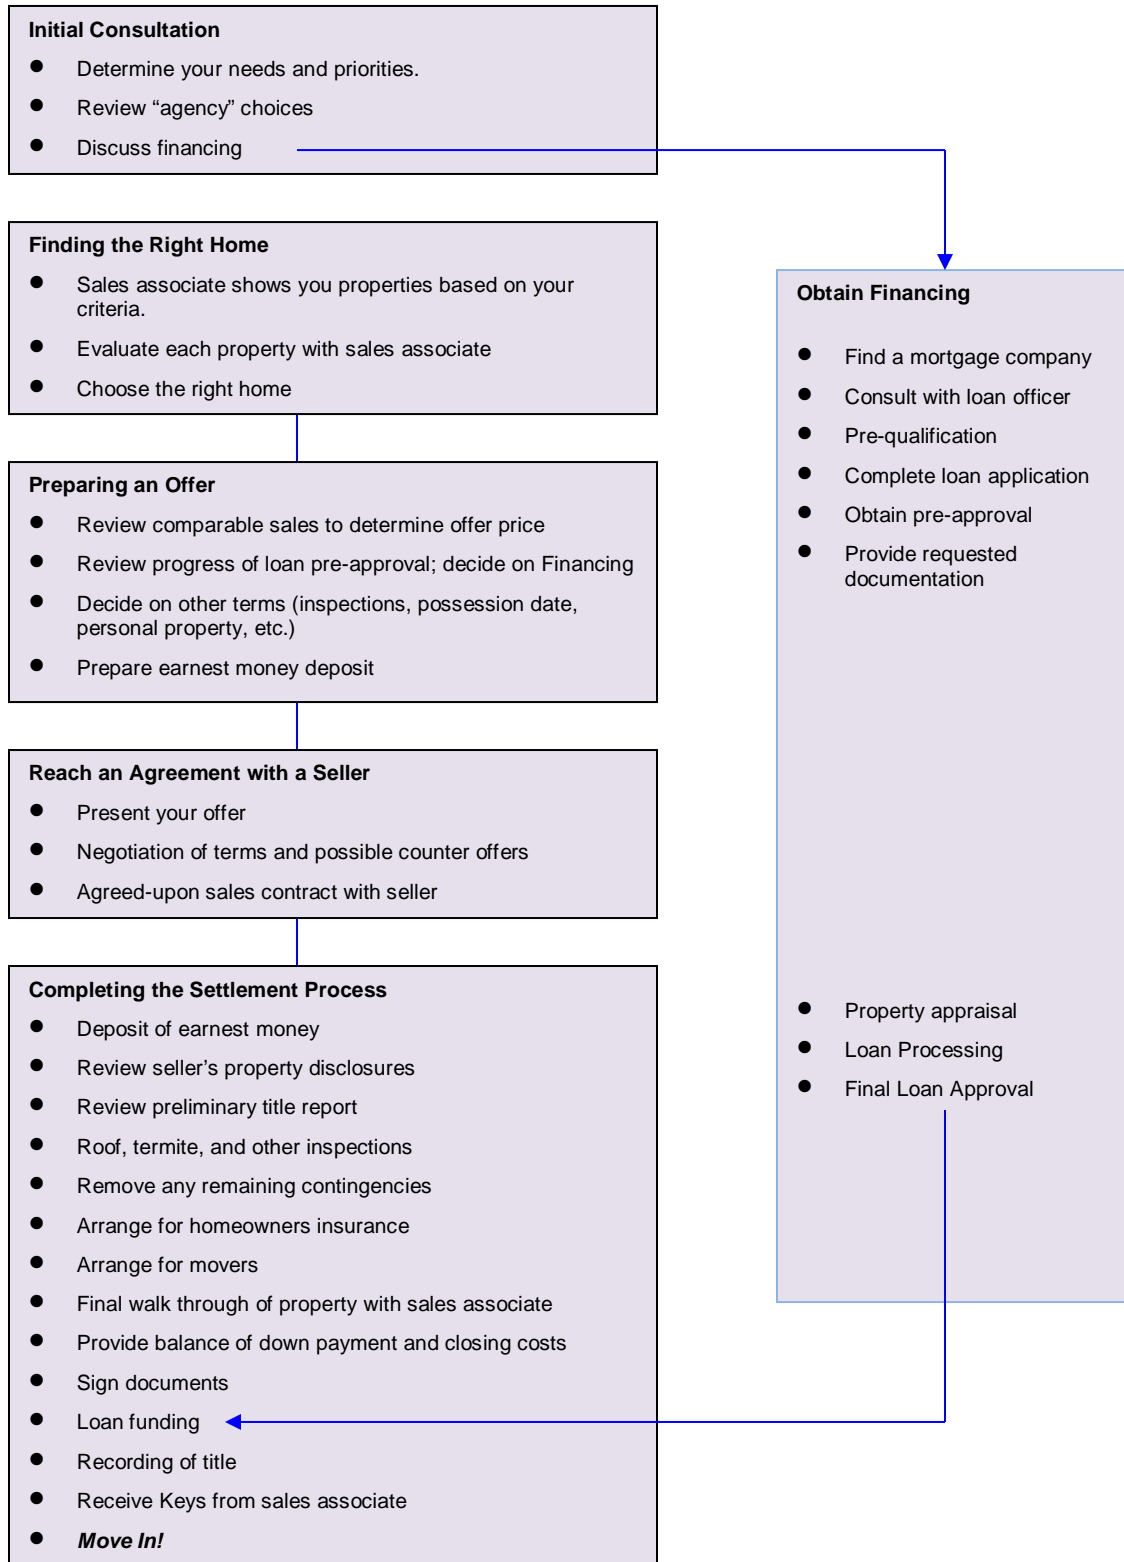 Initial Consultation
● Determine your needs and priorities.
● Review “agency” choices
● Discuss financing
Finding the Right Home
● Sales associate shows you properties based on your
criteria.
● Evaluate each property with sales associate
● Choose the right home
Preparing an Offer
● Review comparable sales to determine offer price
● Review progress of loan pre-approval; decide on Financing
● Decide on other terms (inspections, possession date,
personal property, etc.)
● Prepare earnest money deposit
Reach an Agreement with a Seller
● Present your offer
● Negotiation of terms and possible counter offers
● Agreed-upon sales contract with seller
Completing the Settlement Process
● Deposit of earnest money
● Review seller’s property disclosures
● Review preliminary title report
● Roof, termite, and other inspections
● Remove any remaining contingencies
● Arrange for homeowners insurance
● Arrange for movers
● Final walk through of property with sales associate
● Provide balance of down payment and closing costs
● Sign documents
● Loan funding
● Recording of title
● Receive Keys from sales associate
● Move In!
Obtain Financing
● Find a mortgage company
● Consult with loan officer
● Pre-qualification
● Complete loan application
● Obtain pre-approval
● Provide requested
documentation
● Property appraisal
● Loan Processing
● Final Loan Approval